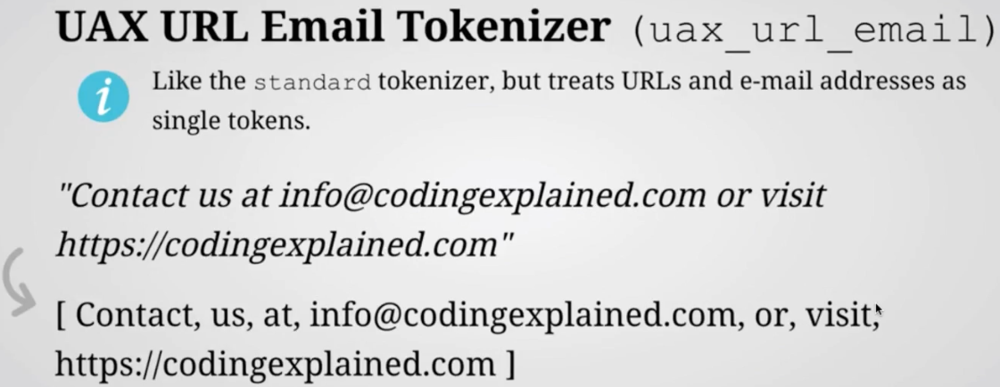 UAX URL Email Tokenizer (uax_url_email)
i Like the standard tokenizer, but treats URLs and e-mail addresses as
single tokens.
"Contact us at info@codingexplained.com or visit
https://codingexplained.com"
[ Contact, us, at, info@codingexplained.com, or, visit,
https://codingexplained.com ]